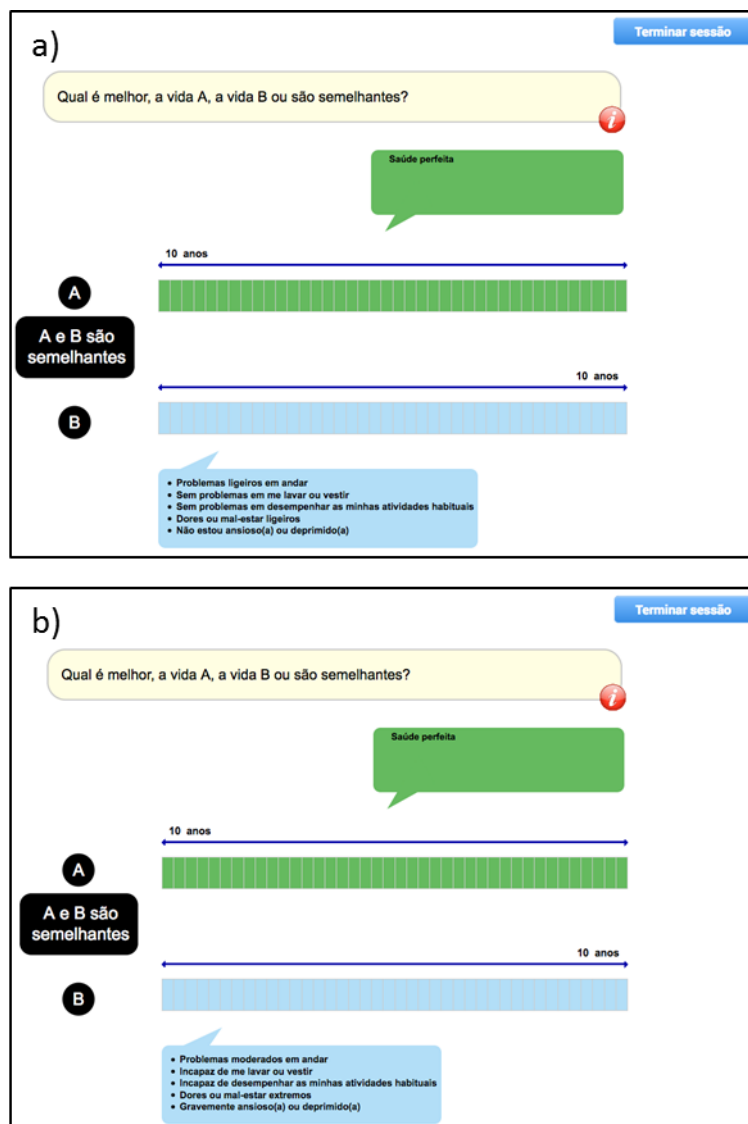 a)
Terminar sessão
Qual é melhor, a vida A, a vida B ou são semelhantes?
i
Saúde perfeita
10 anos
A
A e B são
semelhantes
10 anos
B
• Problemas ligeiros em andar
• Sem problemas em me lavar ou vestir
• Sem problemas em desempenhar as minhas atividades habituais
• Dores ou mal-estar ligeiros
• Não estou ansioso(a) ou deprimido(a)
b)
Terminar sessão
Qual é melhor, a vida A, a vida B ou são semelhantes?
i
Saúde perfeita
10 anos
A
A e B são
semelhantes
10 anos
B
• Problemas moderados em andar
• Incapaz de me lavar ou vestir
• Incapaz de desempenhar as minhas atividades habituais
• Dores ou mal-estar extremos
• Gravemente ansioso(a) ou deprimido(a)